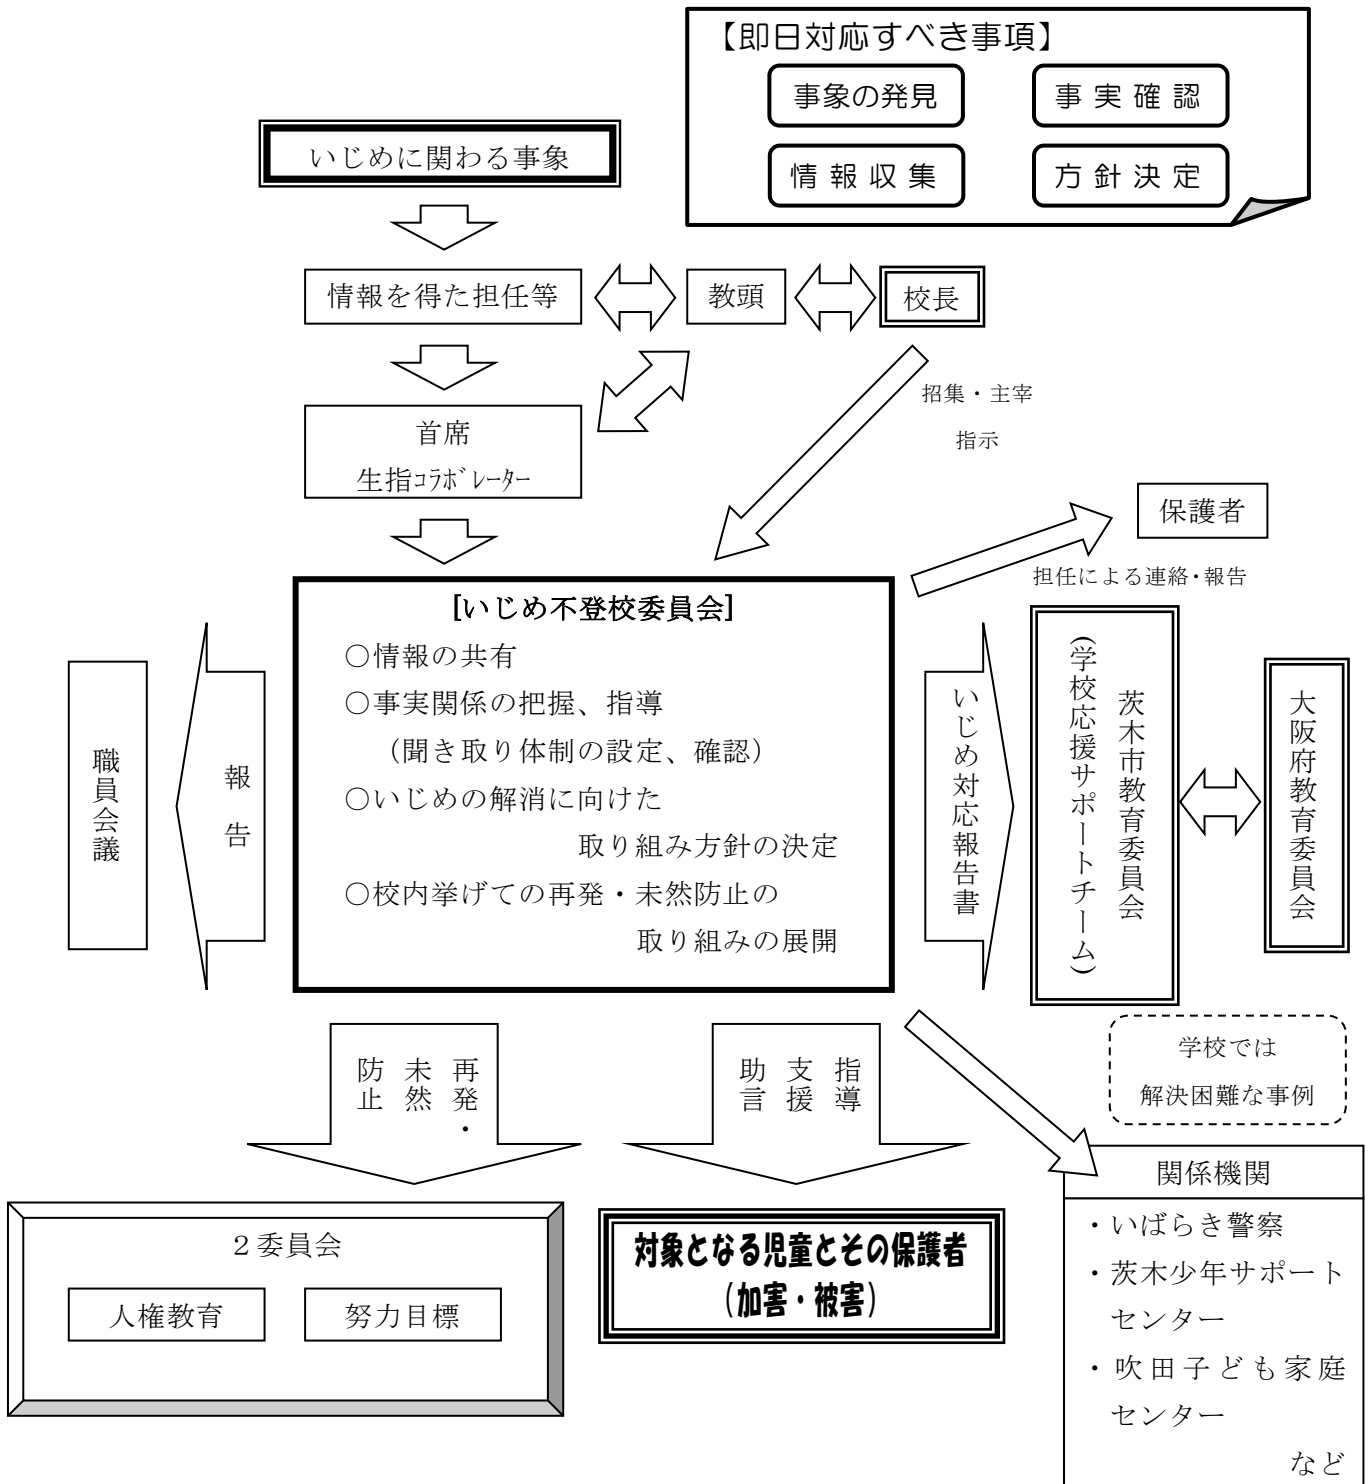 【即日対応すべき事項】
事象の発見
事実確認
情報収集
方針決定
いじめに関わる事象
情報を得た担任等
教頭
校長
招集・主宰
指示
首席
生指ｺﾗﾎﾞﾚｰﾀｰ
保護者
担任による連絡・報告
[いじめ不登校委員会]
○情報の共有
○事実関係の把握、指導
（聞き取り体制の設定、確認）
○いじめの解消に向けた
取り組み方針の決定
○校内挙げての再発・未然防止の
取り組みの展開
報告
職員会議
いじめ対応報告書
茨木市教育委員会
(学校応援サポートチーム)
大阪府教育委員会
再発・
未然
防止
指導
支援
助言
学校では
解決困難な事例
２委員会
人権教育
努力目標
対象となる児童とその保護者
（加害・被害）
関係機関
・いばらき警察
・茨木少年サポート
センター
・吹田子ども家庭
センター
など